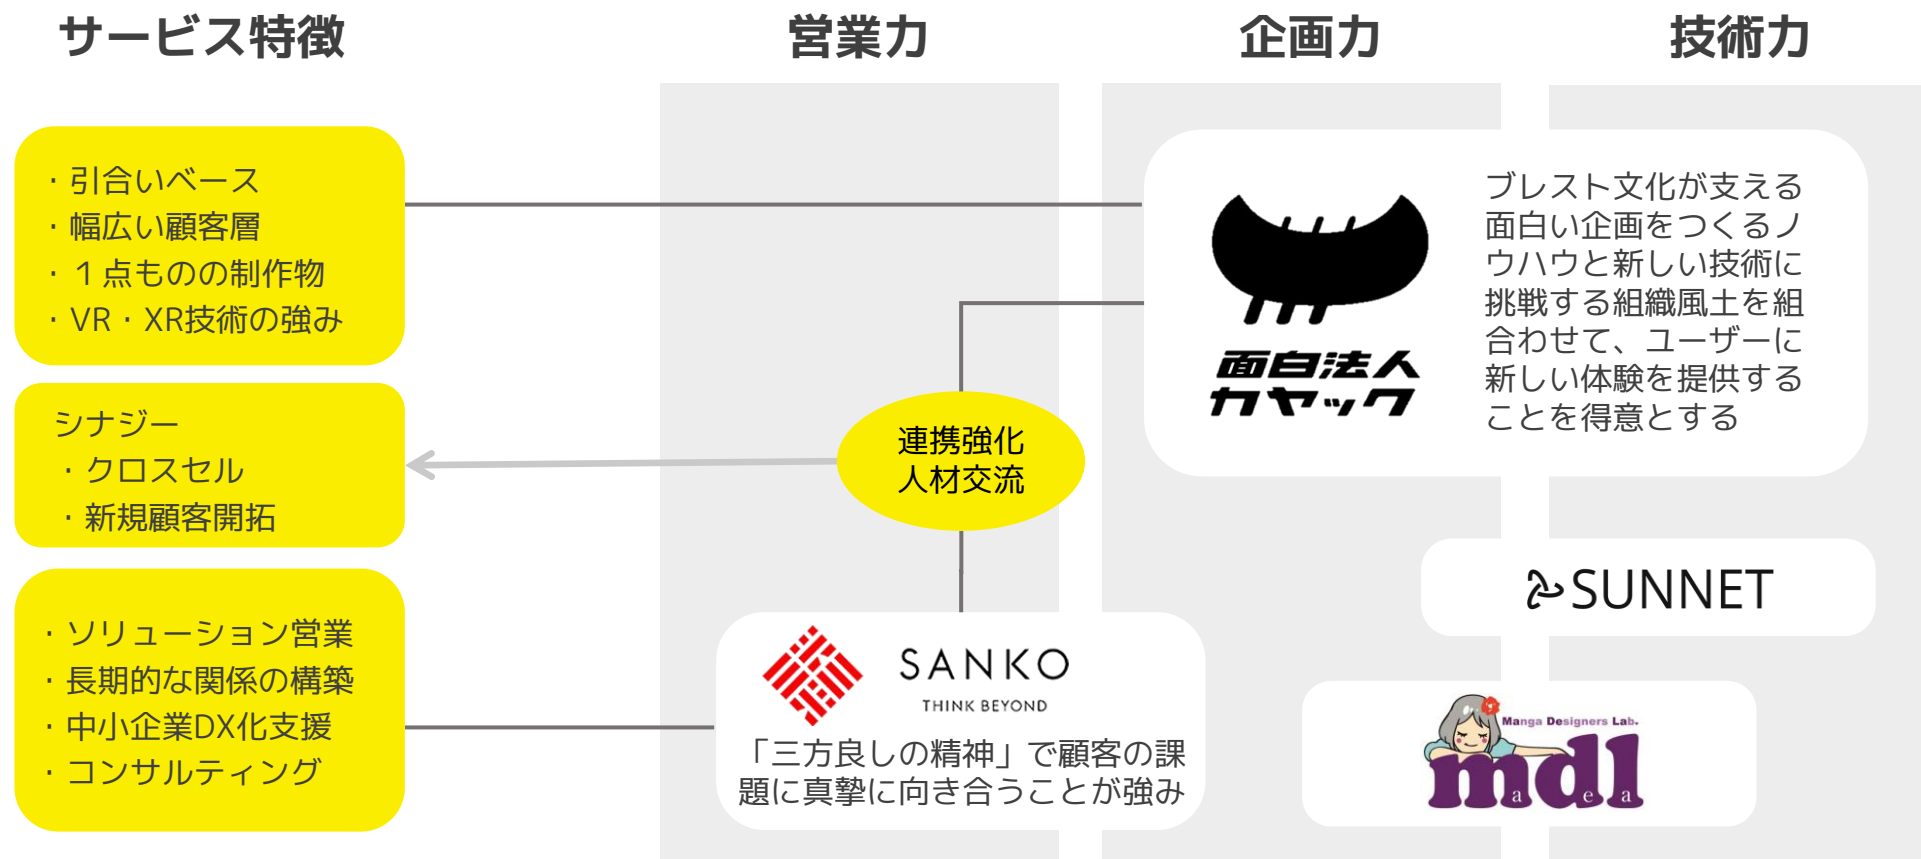 サービス特徴
営業力
企画力
技術力
・引合いベース
・幅広い顧客層
・１点ものの制作物
・VR・XR技術の強み
面白法人
カヤック
ブレスト文化が支える
面白い企画をつくるノ
ウハウと新しい技術に
挑戦する組織風土を組
合わせて、ユーザーに
新しい体験を提供する
ことを得意とする
シナジー
・クロスセル
・新規顧客開拓
連携強化
人材交流
SUNNET
・ソリューション営業
・長期的な関係の構築
・中小企業DX化支援
・コンサルティング
SANKO
THINK BEYOND
「三方良しの精神」で顧客の課
題に真摯に向き合うことが強み
Manga Designers Lab.
mdl
a e a